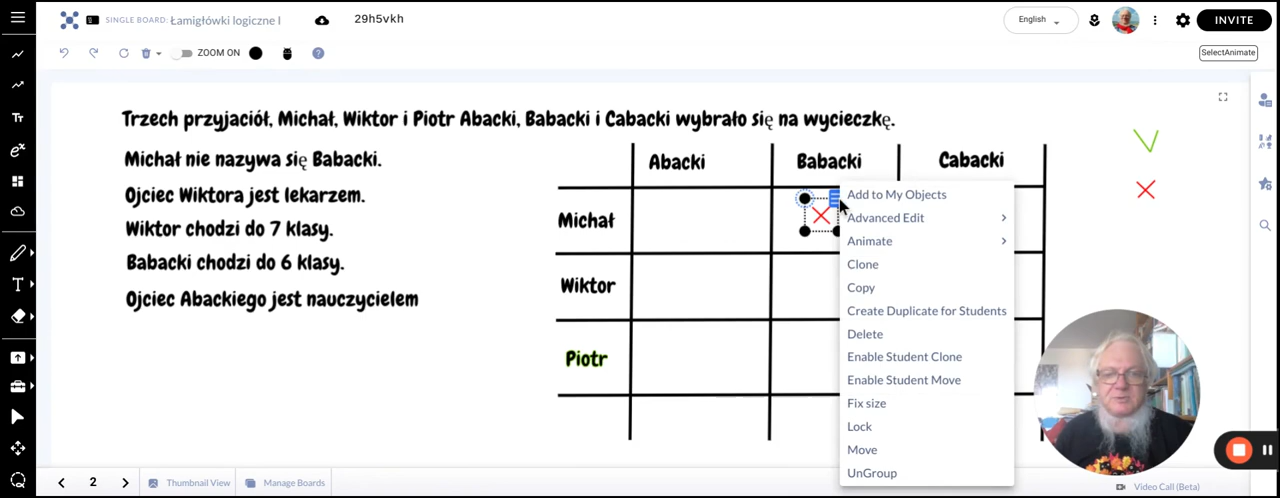 SINGLE BOARD: Łamigłówki logiczne I
29h5vkh
English
INVITE
ZOOM ON
SelectAnimate
Trzech przyjaciół, Michał, Wiktor i Piotr Abacki, Babacki i Cabacki wybrało się na wycieczkę.
Michał nie nazywa się Babacki.
Ojciec Wiktora jest lekarzem.
Wiktor chodzi do 7 klasy.
Babacki chodzi do 6 klasy.
Ojciec Abackiego jest nauczycielem
Abacki
Babacki
Cabacki
Michał
Wiktor
Piotr
Add to My Objects
Advanced Edit
Animate
Clone
Copy
Create Duplicate for Students
Delete
Enable Student Clone
Enable Student Move
Fix size
Lock
Move
UnGroup
2
Thumbnail View
Manage Boards
Video Call (Beta)